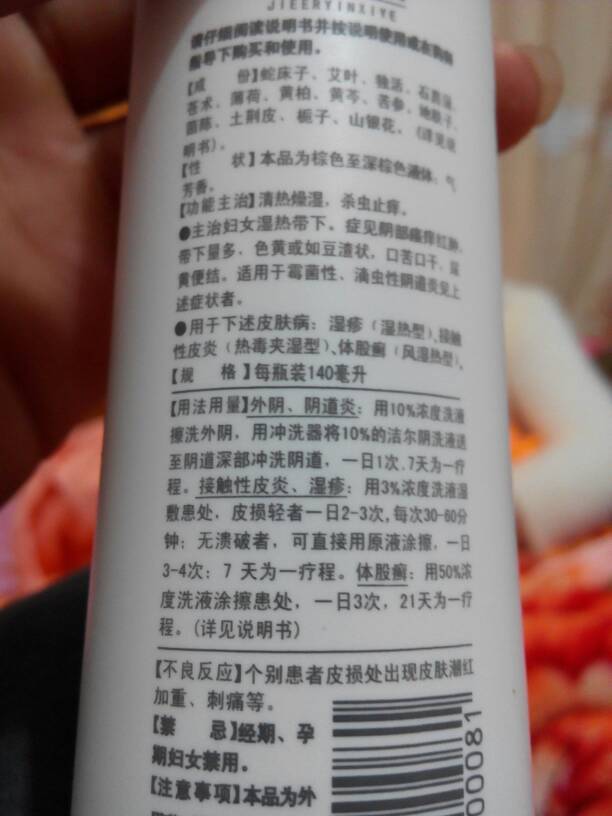 JIEERYINXIYE
请仔细阅读说明书并按说明使用或在药师
指导下购买和使用。
【成 份】蛇床子、艾叶、独活、石菖蒲、
苍术、薄荷、黄柏、黄芩、苦参、地肤子、
茵陈、土荆皮、栀子、山银花。(详见说
明书)。
【性 状】本品为棕色至深棕色液体,气
芳香。
【功能主治】清热燥湿,杀虫止痒。
●主治妇女湿热带下。症见阴部瘙痒红肿,
带下量多,色黄或如豆渣状,口苦口干,尿
黄便结。适用于霉菌性、滴虫性阴道炎见上
述症状者。
●用于下述皮肤病:湿疹(湿热型)、接触
性皮炎(热毒夹湿型)、体股癣(风湿热型)。
【规 格】每瓶装140毫升
【用法用量】外阴、阴道炎:用10%浓度洗液
擦洗外阴,用冲洗器将10%的洁尔阴洗液送
至阴道深部冲洗阴道,一日1次,7天为一疗
程。接触性皮炎、湿疹:用3%浓度洗液湿
敷患处,皮损轻者一日2-3次,每次30-60分
钟;无溃破者,可直接用原液涂擦,一日
3-4次;7天为一疗程。体股癣:用50%浓
度洗液涂擦患处,一日3次,21天为一疗
程。(详见说明书)
【不良反应】个别患者皮损处出现皮肤潮红
加重、刺痛等。
【禁 忌】经期、孕
期妇女禁用。
【注意事项】本品为外
00081